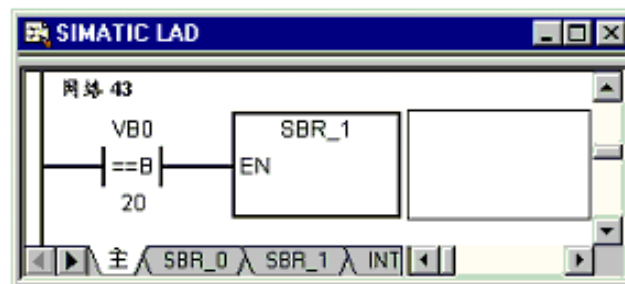 SIMATIC LAD
网络 43
VB0
SBR_1
==B
EN
20
主 SBR_0 SBR_1 INT